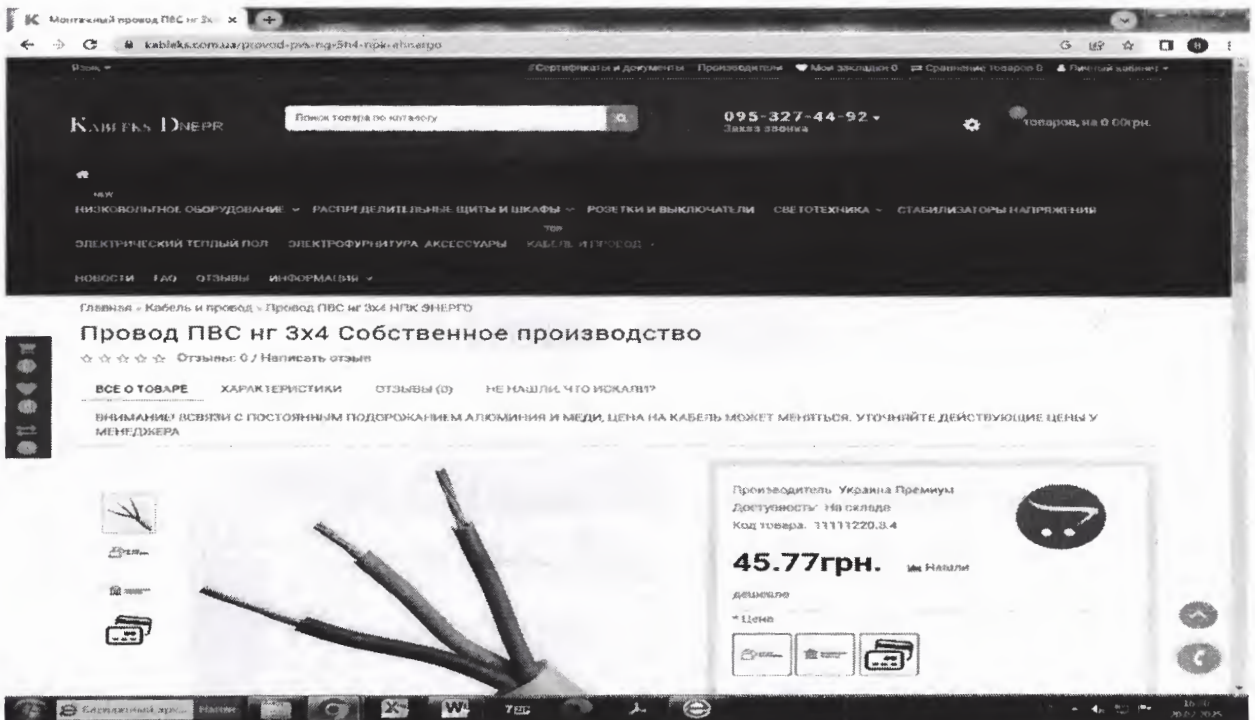 Монтажный провод ПВС нг 3х
kableks.com.ua/provod-pvs-ng-3h4-npk-ehnergo
Язык
Сертификаты и документы Производители Мои закладки 0 Сравнение товаров 0 Личный кабинет
KABLEKS DNEPR
Поиск товара по каталогу
095-327-44-92
Заказ звонка
товаров, на 0.00грн.
NEW
НИЗКОВОЛЬТНОЕ ОБОРУДОВАНИЕ РАСПРЕДЕЛИТЕЛЬНЫЕ ЩИТЫ И ШКАФЫ РОЗЕТКИ И ВЫКЛЮЧАТЕЛИ СВЕТОТЕХНИКА СТАБИЛИЗАТОРЫ НАПРЯЖЕНИЯ
TOP
ЭЛЕКТРИЧЕСКИЙ ТЕПЛЫЙ ПОЛ ЭЛЕКТРОФУРНИТУРА АКСЕССУАРЫ КАБЕЛЬ И ПРОВОД
НОВОСТИ FAQ ОТЗЫВЫ ИНФОРМАЦИЯ
Главная » Кабель и провод » Провод ПВС нг 3х4 НПК ЭНЕРГО
Провод ПВС нг 3х4 Собственное производство
Отзывы: 0 / Написать отзыв
ВСЕ О ТОВАРЕ ХАРАКТЕРИСТИКИ ОТЗЫВЫ (0) НЕ НАШЛИ, ЧТО ИСКАЛИ?
ВНИМАНИЕ! ВСВЯЗИ С ПОСТОЯННЫМ ПОДОРОЖАНИЕМ АЛЮМИНИЯ И МЕДИ, ЦЕНА НА КАБЕЛЬ МОЖЕТ МЕНЯТЬСЯ. УТОЧНЯЙТЕ ДЕЙСТВУЮЩИЕ ЦЕНЫ У
МЕНЕДЖЕРА
Производитель: Украина Премиум
Доступность: На складе
Код товара: 11111220.3.4
45.77грн. Нашли
дешевле
* Цена
16:10
20.02.2025